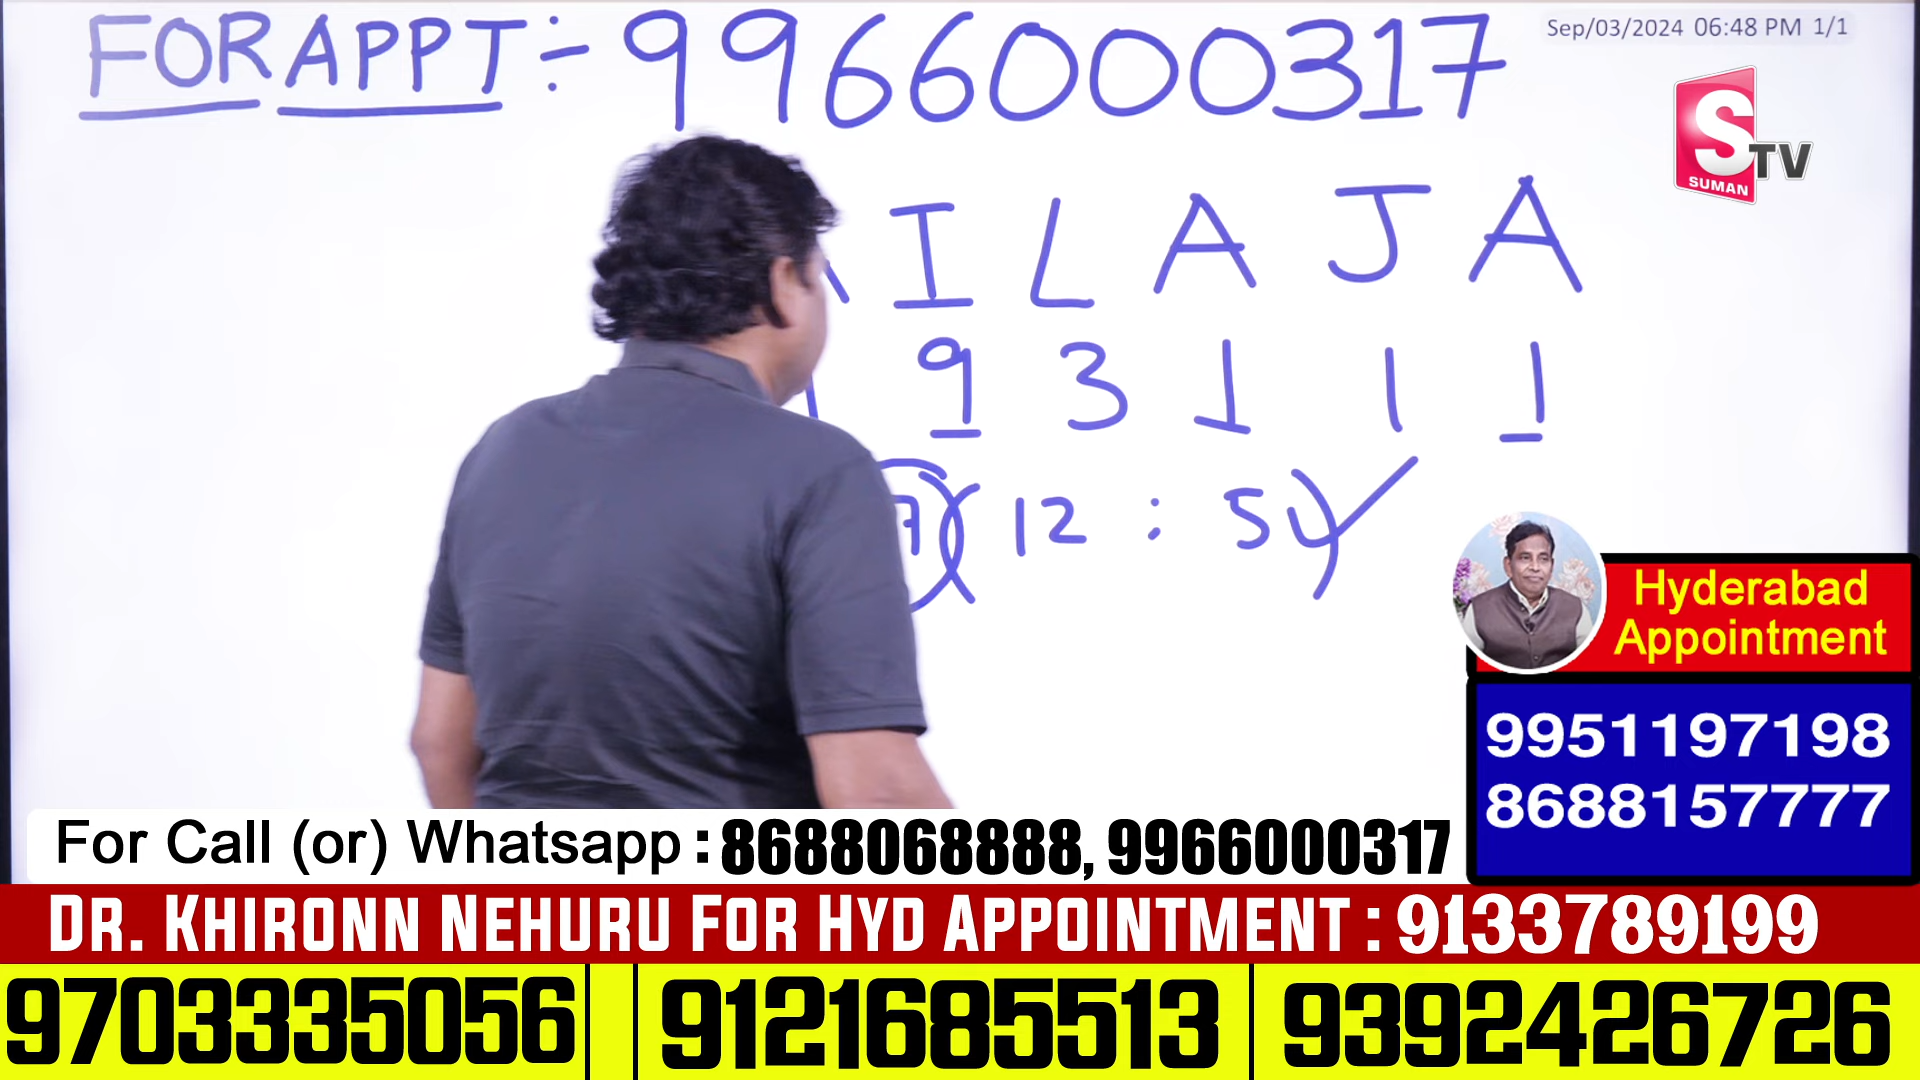 FOR APPT :- 9966000317
Sep/03/2024 06:48 PM 1/1
S TV
SUMAN
I L A J A
9 3 1 1 1
7 ( 12 : 5 )
Hyderabad
Appointment
9951197198
8688157777
For Call (or) Whatsapp : 8688068888, 9966000317
DR. KHIRONN NEHURU FOR HYD APPOINTMENT : 9133789199
9703335056 9121685513 9392426726